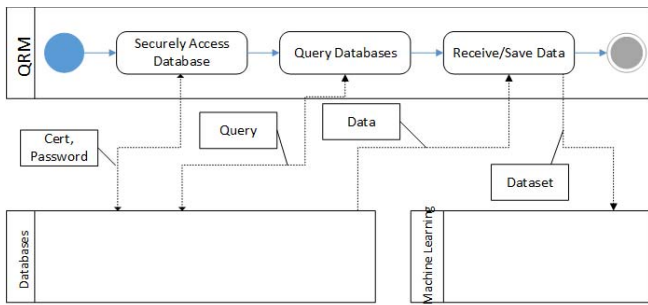 QRM
Securely Access
Database
Query Databases
Receive/Save Data
Cert,
Password
Query
Data
Dataset
Databases
Machine Learning